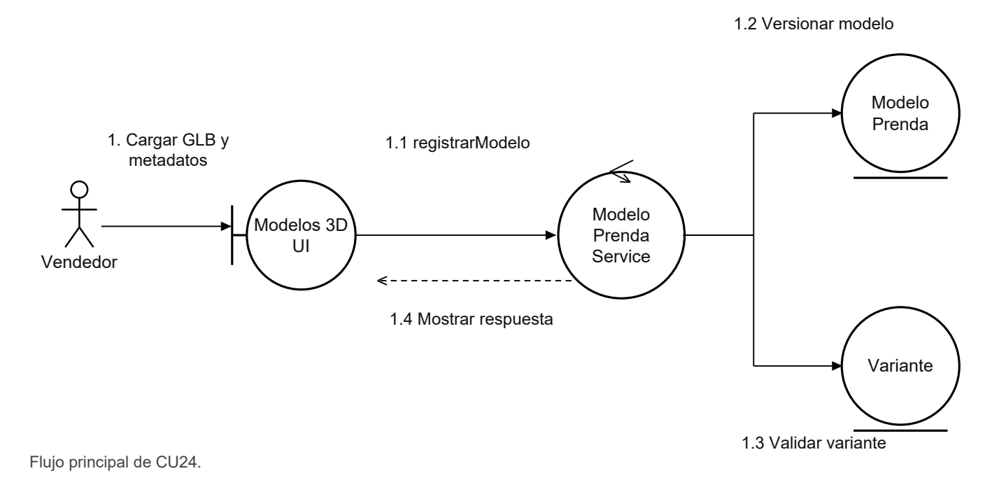 1.2 Versionar modelo
Modelo
Prenda
1. Cargar GLB y
metadatos
1.1 registrarModelo
Vendedor
Modelos 3D
UI
Modelo
Prenda
Service
1.4 Mostrar respuesta
Variante
1.3 Validar variante
Flujo principal de CU24.